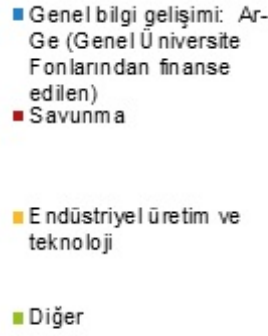 Genel bilgi gelişimi: Ar-
Ge (Genel Üniversite
Fonlarından finanse
edilen)
Savunma
Endüstriyel üretim ve
teknoloji
Diğer